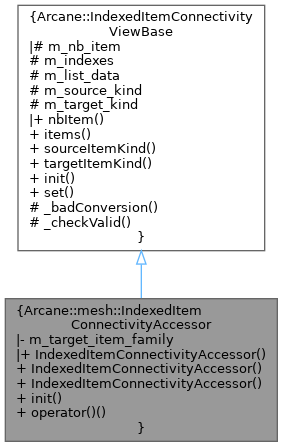 {Arcane::IndexedItemConnectivity
ViewBase
|# m_nb_item
# m_indexes
# m_list_data
# m_source_kind
# m_target_kind
|+ nbItem()
+ items()
+ sourceItemKind()
+ targetItemKind()
+ init()
+ set()
# _badConversion()
# _checkValid()
}
{Arcane::mesh::IndexedItem
ConnectivityAccessor
|- m_target_item_family
|+ IndexedItemConnectivityAccessor()
+ IndexedItemConnectivityAccessor()
+ IndexedItemConnectivityAccessor()
+ init()
+ operator()()
}